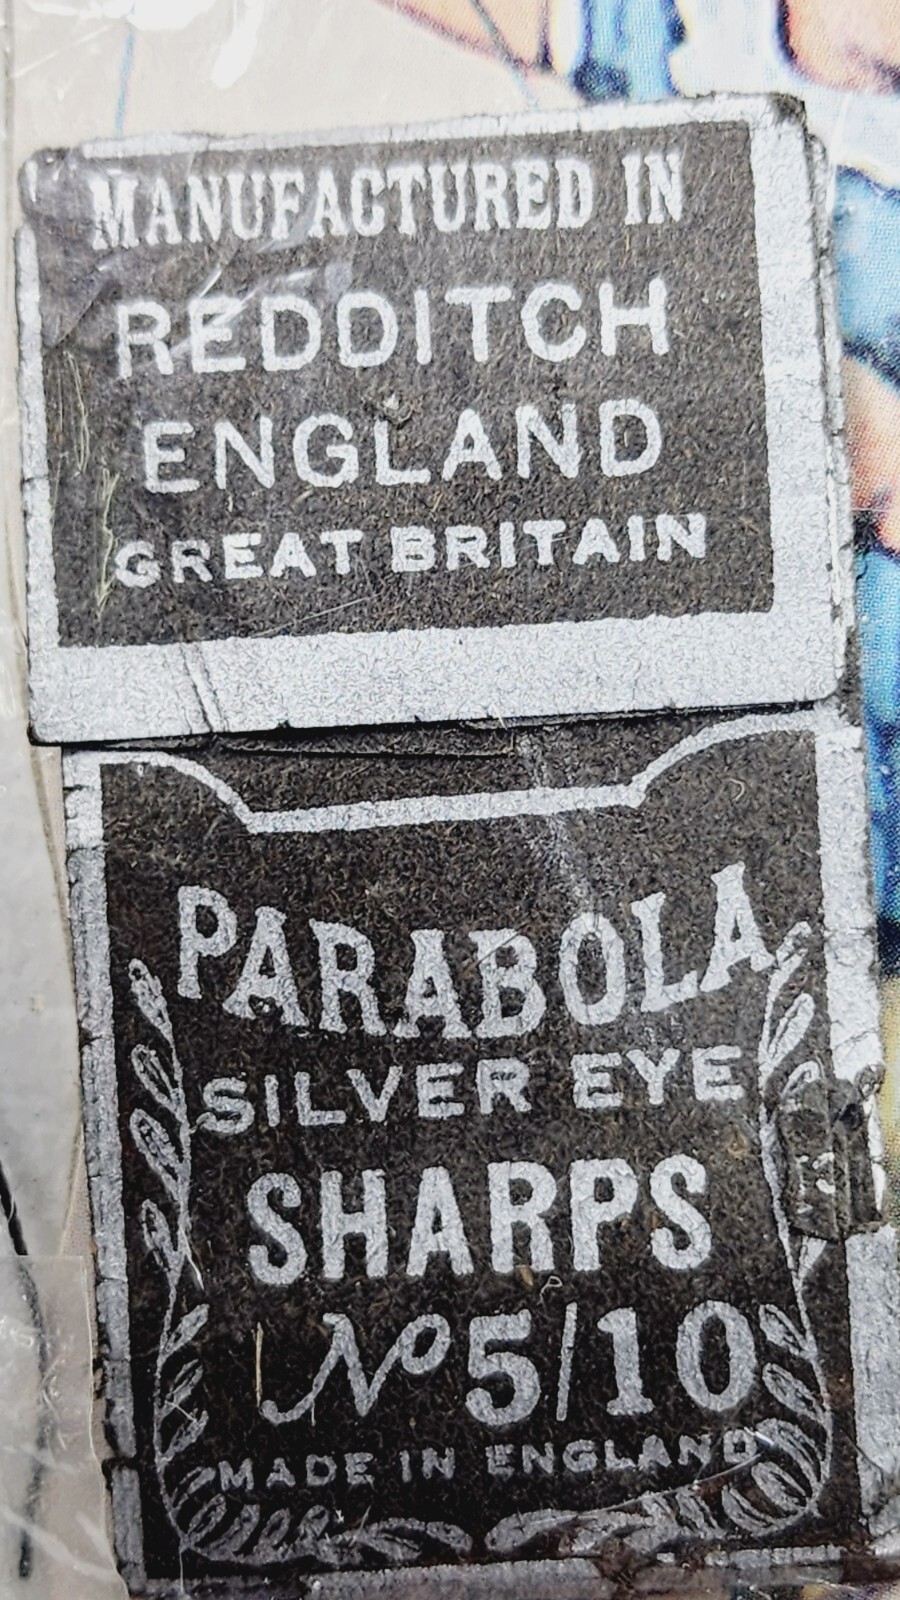 MANUFACTURED IN
REDDITCH
ENGLAND
GREAT BRITAIN
PARABOLA
SILVER EYE
SHARPS
No 5/10
MADE IN ENGLAND